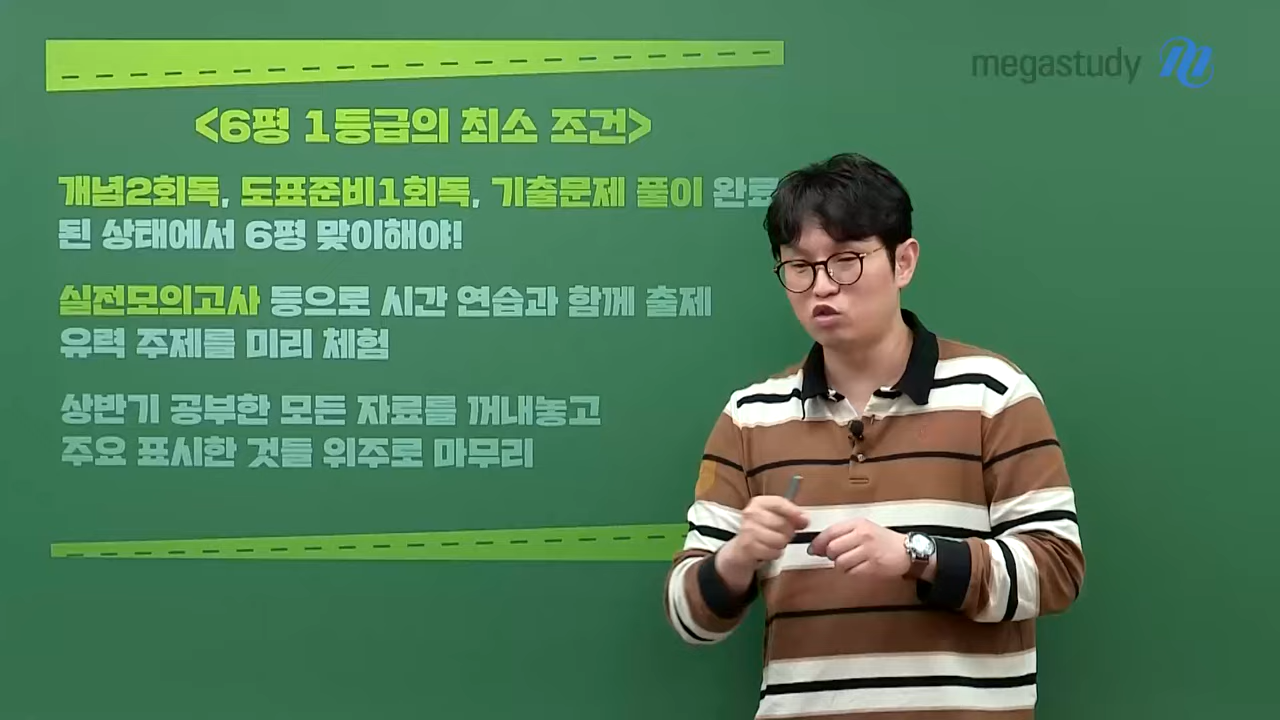 megastudy
<6평 1등급의 최소 조건>
개념2회독, 도표준비1회독, 기출문제 풀이 완료
된 상태에서 6평 맞이해야!
실전모의고사 등으로 시간 연습과 함께 출제
유력 주제를 미리 체험
상반기 공부한 모든 자료를 꺼내놓고
주요 표시한 것들 위주로 마무리